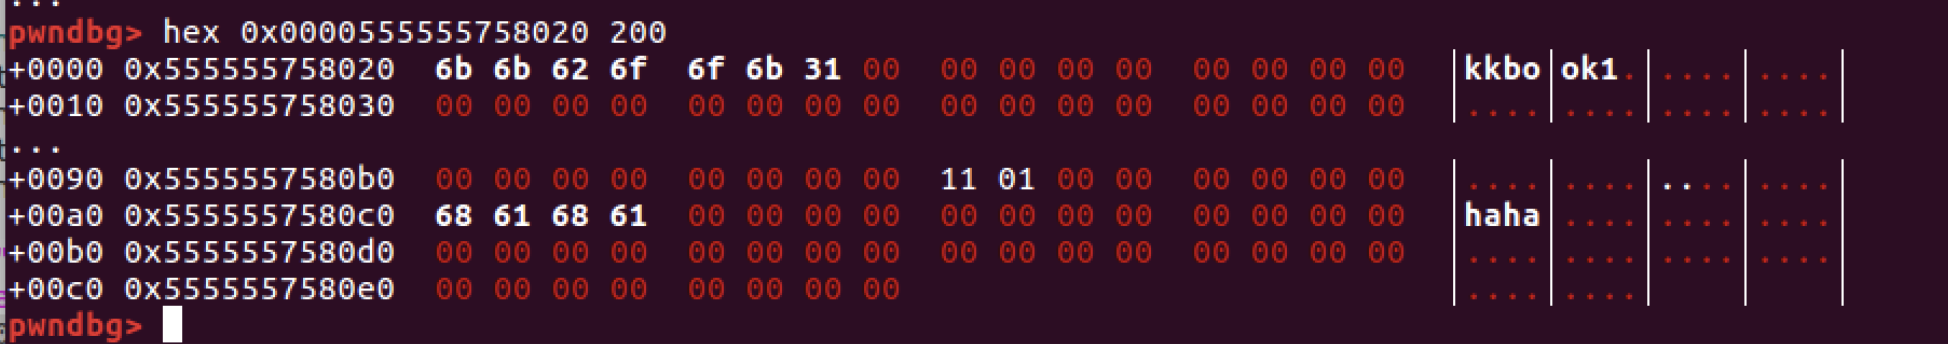 ...
pwndbg> hex 0x0000555555758020 200
+0000 0x555555758020 6b 6b 62 6f 6f 6b 31 00 00 00 00 00 00 00 00 00 |kkbo|ok1.|....|....|
+0010 0x555555758030 00 00 00 00 00 00 00 00 00 00 00 00 00 00 00 00 |....|....|....|....|
...
+0090 0x5555557580b0 00 00 00 00 00 00 00 00 11 01 00 00 00 00 00 00 |....|....|....|....|
+00a0 0x5555557580c0 68 61 68 61 00 00 00 00 00 00 00 00 00 00 00 00 |haha|....|....|....|
+00b0 0x5555557580d0 00 00 00 00 00 00 00 00 00 00 00 00 00 00 00 00 |....|....|....|....|
+00c0 0x5555557580e0 00 00 00 00 00 00 00 00 |....|....| | |
pwndbg>